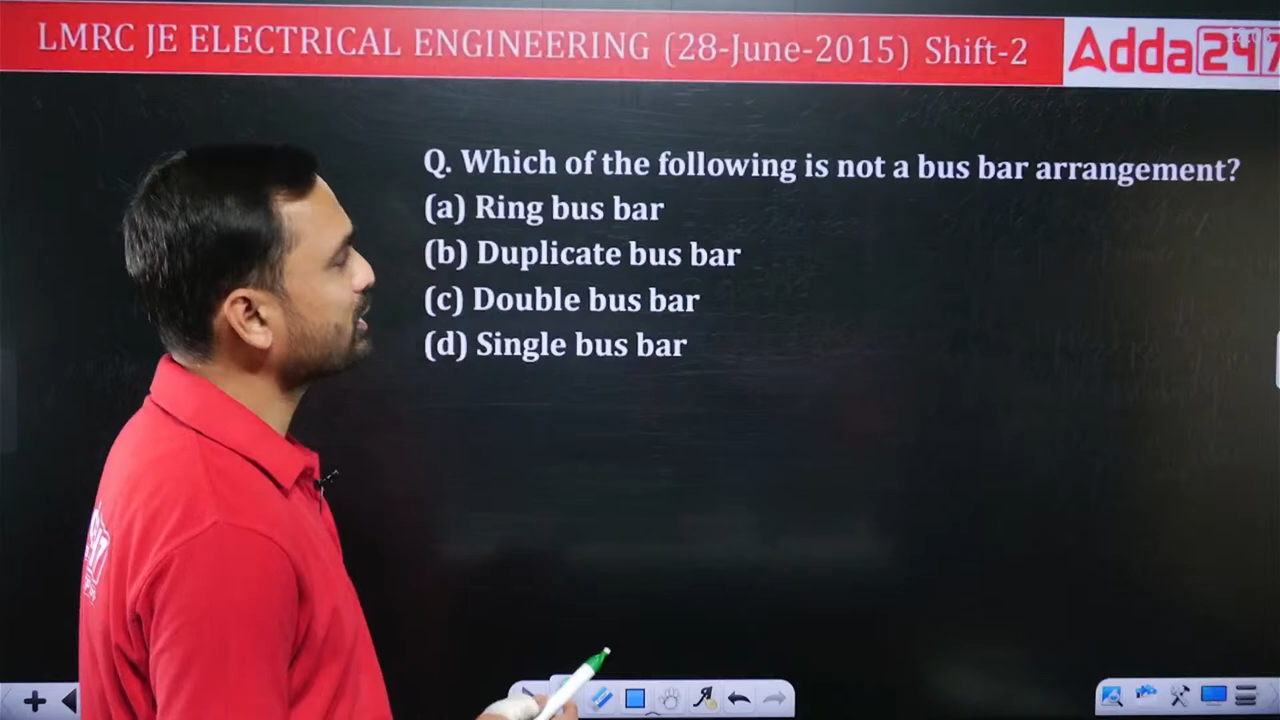 LMRC JE ELECTRICAL ENGINEERING (28-June-2015) Shift-2
Adda247
Q. Which of the following is not a bus bar arrangement?
(a) Ring bus bar
(b) Duplicate bus bar
(c) Double bus bar
(d) Single bus bar